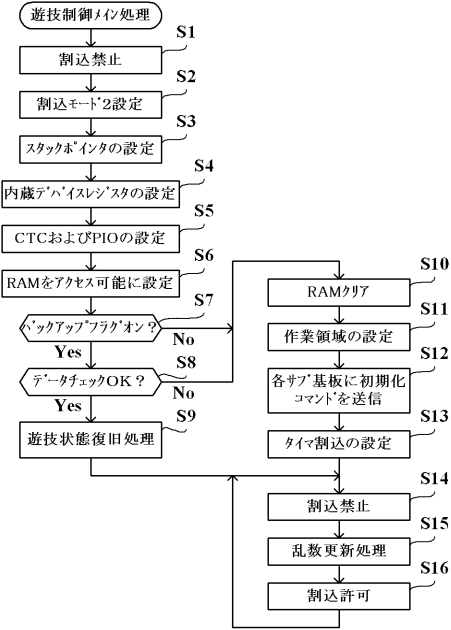 遊技制御メイン処理
S1
割込禁止
S2
割込ﾓｰﾄﾞ2設定
S3
ｽﾀｯｸﾎﾟｲﾝﾀの設定
S4
内蔵ﾃﾞﾊﾞｲｽﾚｼﾞｽﾀの設定
S5
CTCおよびPIOの設定
S6
RAMをｱｸｾｽ可能に設定
S7
ﾊﾞｯｸｱｯﾌﾟﾌﾗｸﾞｵﾝ?
Yes
No
S8
ﾃﾞｰﾀﾁｪｯｸOK?
Yes
No
S9
遊技状態復旧処理
S10
RAMｸﾘｱ
S11
作業領域の設定
S12
各ｻﾌﾞ基板に初期化
ｺﾏﾝﾄﾞを送信
S13
ﾀｲﾏ割込の設定
S14
割込禁止
S15
乱数更新処理
S16
割込許可